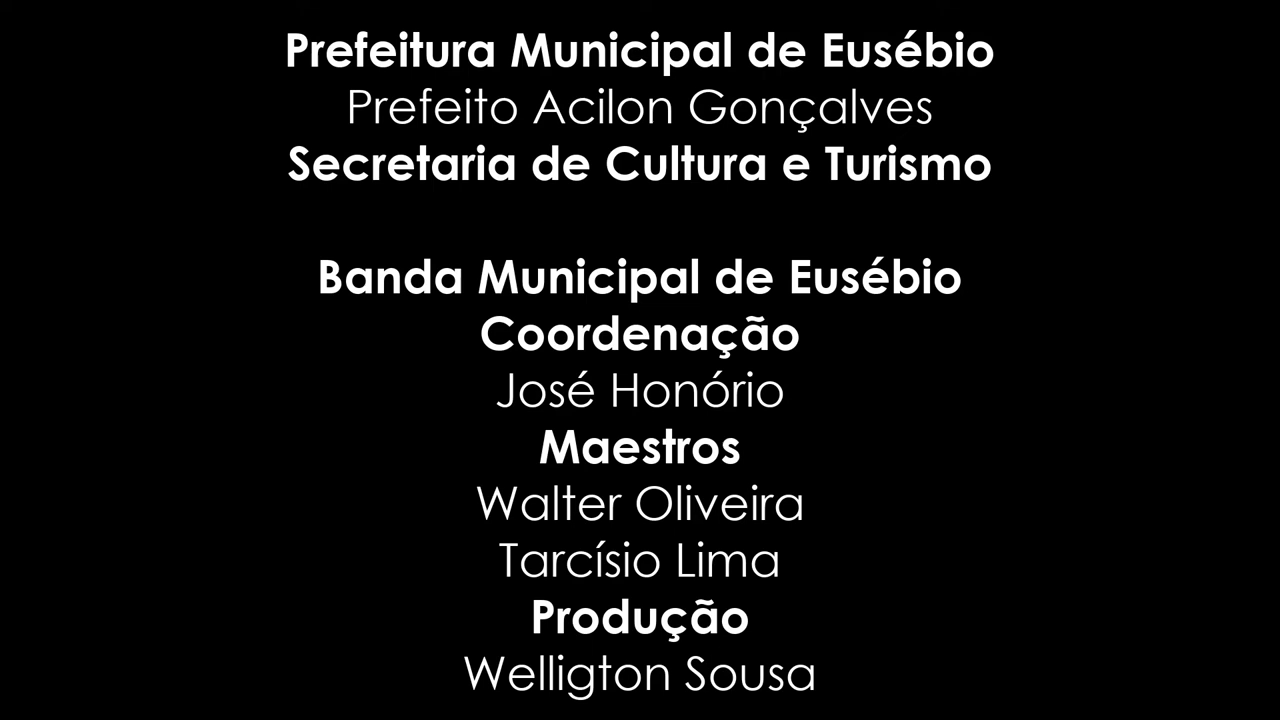 Prefeitura Municipal de Eusébio
Prefeito Acilon Gonçalves
Secretaria de Cultura e Turismo
Banda Municipal de Eusébio
Coordenação
José Honório
Maestros
Walter Oliveira
Tarcísio Lima
Produção
Welligton Sousa